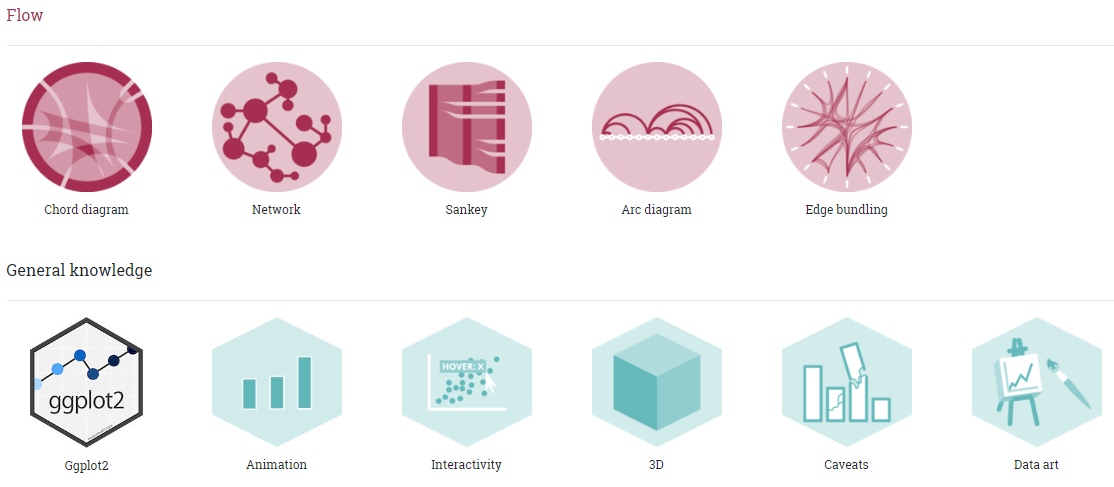 Flow
Chord diagram
Network
Sankey
Arc diagram
Edge bundling
General knowledge
ggplot2
HOVER: X
Ggplot2
Animation
Interactivity
3D
Caveats
Data art